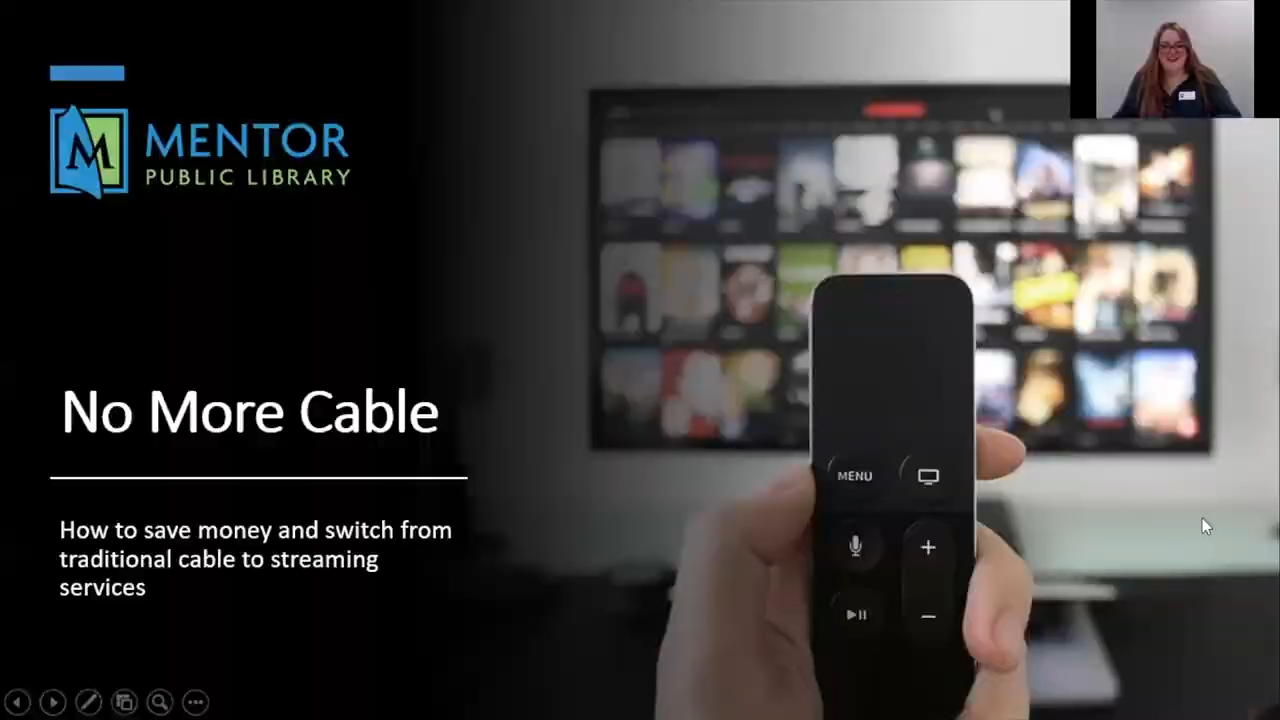 M
MENTOR
PUBLIC LIBRARY
No More Cable
How to save money and switch from
traditional cable to streaming
services
MENU